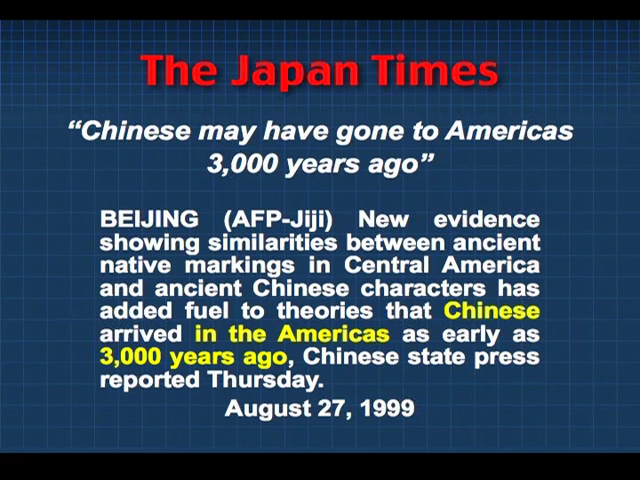 The Japan Times
“Chinese may have gone to Americas
3,000 years ago”
BEIJING (AFP-Jiji) New evidence
showing similarities between ancient
native markings in Central America
and ancient Chinese characters has
added fuel to theories that Chinese
arrived in the Americas as early as
3,000 years ago, Chinese state press
reported Thursday.
August 27, 1999